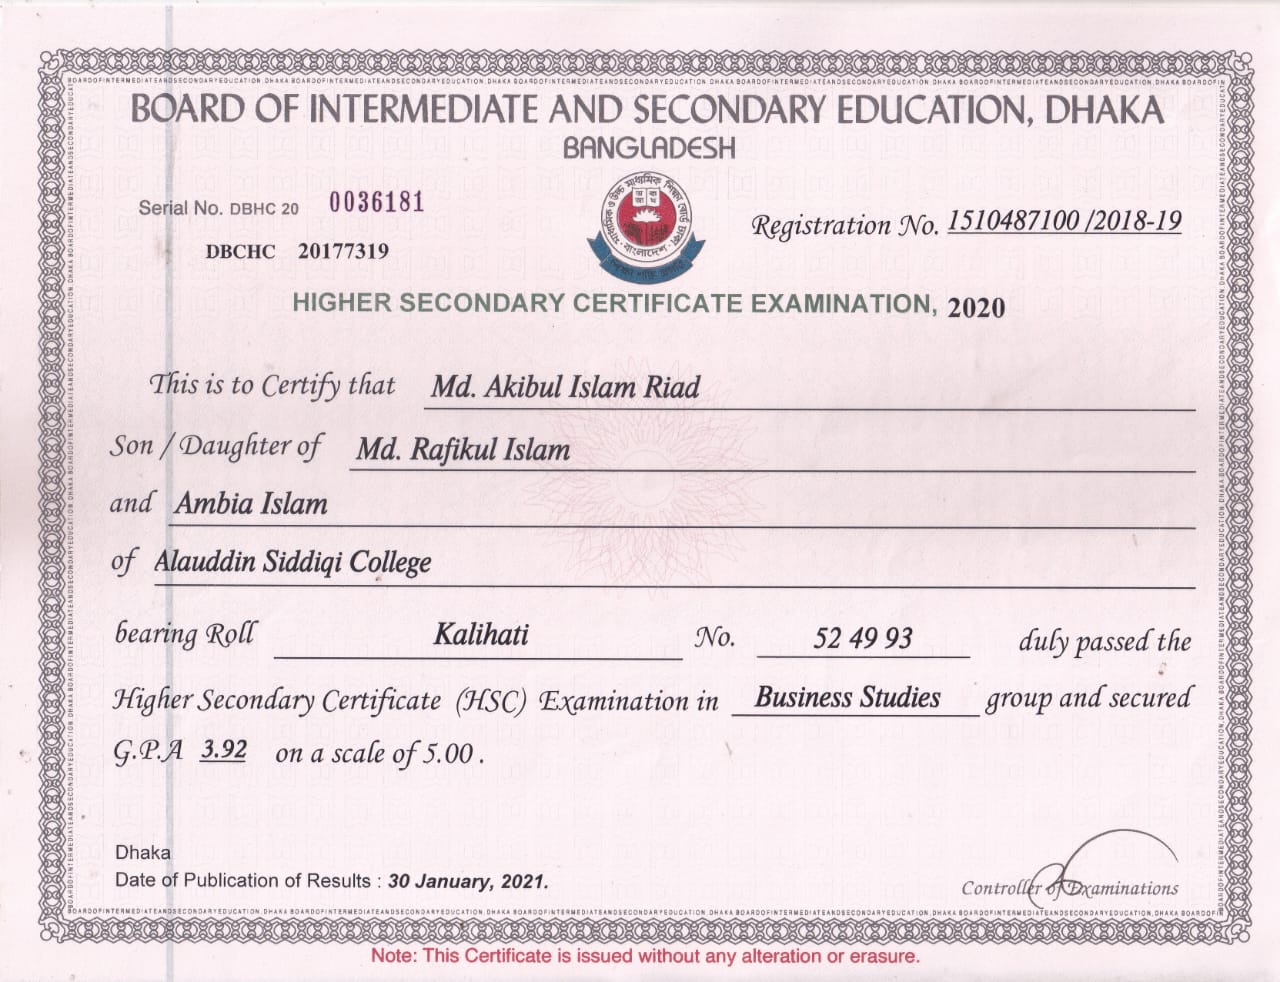 BOARD OF INTERMEDIATE AND SECONDARY EDUCATION, DHAKA
BANGLADESH
Serial No. DBHC 20 0036181
Registration No. 1510487100 /2018-19
DBCHC 20177319
মাধ্যমিক ও উচ্চ মাধ্যমিক শিক্ষা বোর্ড ঢাকা
বাংলাদেশ
HIGHER SECONDARY CERTIFICATE EXAMINATION, 2020
This is to Certify that Md. Akibul Islam Riad
Son / Daughter of Md. Rafikul Islam
and Ambia Islam
of Alauddin Siddiqi College
bearing Roll Kalihati No. 52 49 93 duly passed the
Higher Secondary Certificate (HSC) Examination in Business Studies group and secured
G.P.A 3.92 on a scale of 5.00 .
Dhaka
Date of Publication of Results : 30 January, 2021.
Controller of Examinations
Note: This Certificate is issued without any alteration or erasure.